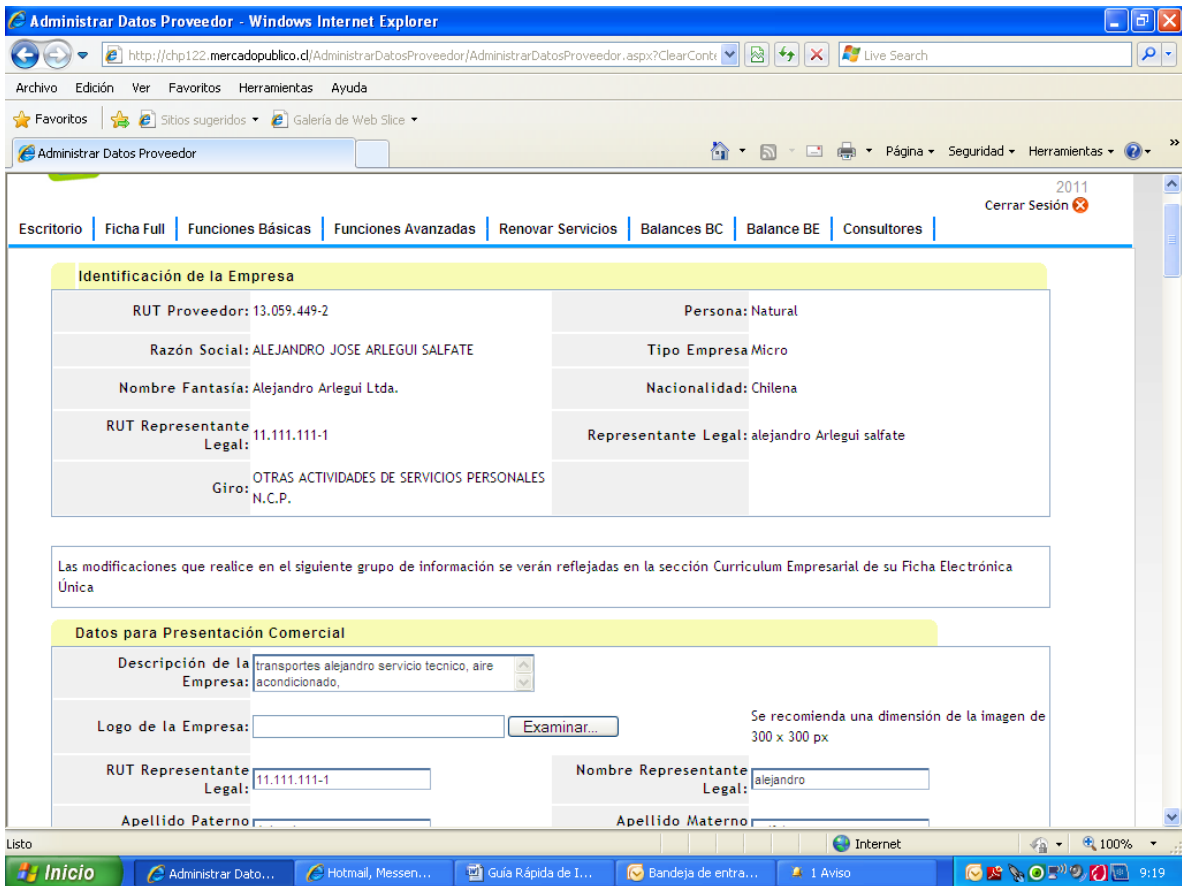 Administrar Datos Proveedor - Windows Internet Explorer
http://chp122.mercadopublico.cl/AdministrarDatosProveedor/AdministrarDatosProveedor.aspx?ClearConte
Live Search
Archivo Edición Ver Favoritos Herramientas Ayuda
Favoritos Sitios sugeridos Galería de Web Slice
Administrar Datos Proveedor Página Seguridad Herramientas
2011
Cerrar Sesión
Escritorio Ficha Full Funciones Básicas Funciones Avanzadas Renovar Servicios Balances BC Balance BE Consultores
Identificación de la Empresa
RUT Proveedor: 13.059.449-2 Persona: Natural
Razón Social: ALEJANDRO JOSE ARLEGUI SALFATE Tipo Empresa Micro
Nombre Fantasía: Alejandro Arlegui Ltda. Nacionalidad: Chilena
RUT Representante Legal: 11.111.111-1 Representante Legal: alejandro Arlegui salfate
Giro: OTRAS ACTIVIDADES DE SERVICIOS PERSONALES
N.C.P.
Las modificaciones que realice en el siguiente grupo de información se verán reflejadas en la sección Curriculum Empresarial de su Ficha Electrónica
Única
Datos para Presentación Comercial
Descripción de la Empresa: transportes alejandro servicio tecnico, aire
acondicionado,
Logo de la Empresa: Examinar... Se recomienda una dimensión de la imagen de
300 x 300 px
RUT Representante Legal: 11.111.111-1 Nombre Representante Legal: alejandro
Apellido Paterno Apellido Materno
Listo Internet 100%
Inicio Administrar Dato... Hotmail, Messen... Guía Rápida de I... Bandeja de entra... 1 Aviso 9:19